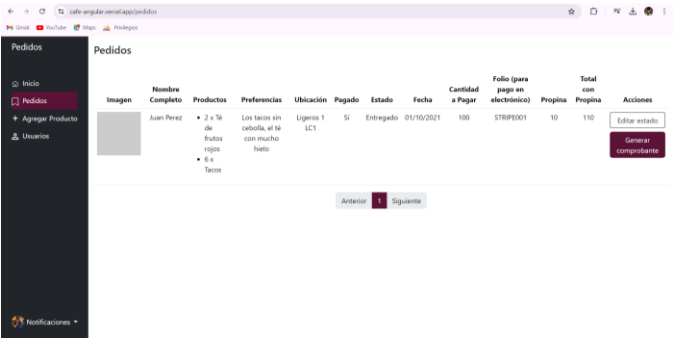 cafe-angular.vercel.app/pedidos
Gmail YouTube Maps Privilegios
Pedidos
Pedidos
Inicio
Pedidos
Agregar Producto
Usuarios
Imagen Nombre Completo Productos Preferencias Ubicación Pagado Estado Fecha Cantidad a Pagar Folio (para pago en electrónico) Propina Total con Propina Acciones
Juan Perez
• 2 x Té de frutos rojos
• 6 x Tacos
Los tacos sin cebolla, el té con mucho hielo
Ligeros 1 LC1
Sí
Entregado
01/10/2021
100
STRIPE001
10
110
Editar estado
Generar comprobante
Anterior 1 Siguiente
Notificaciones